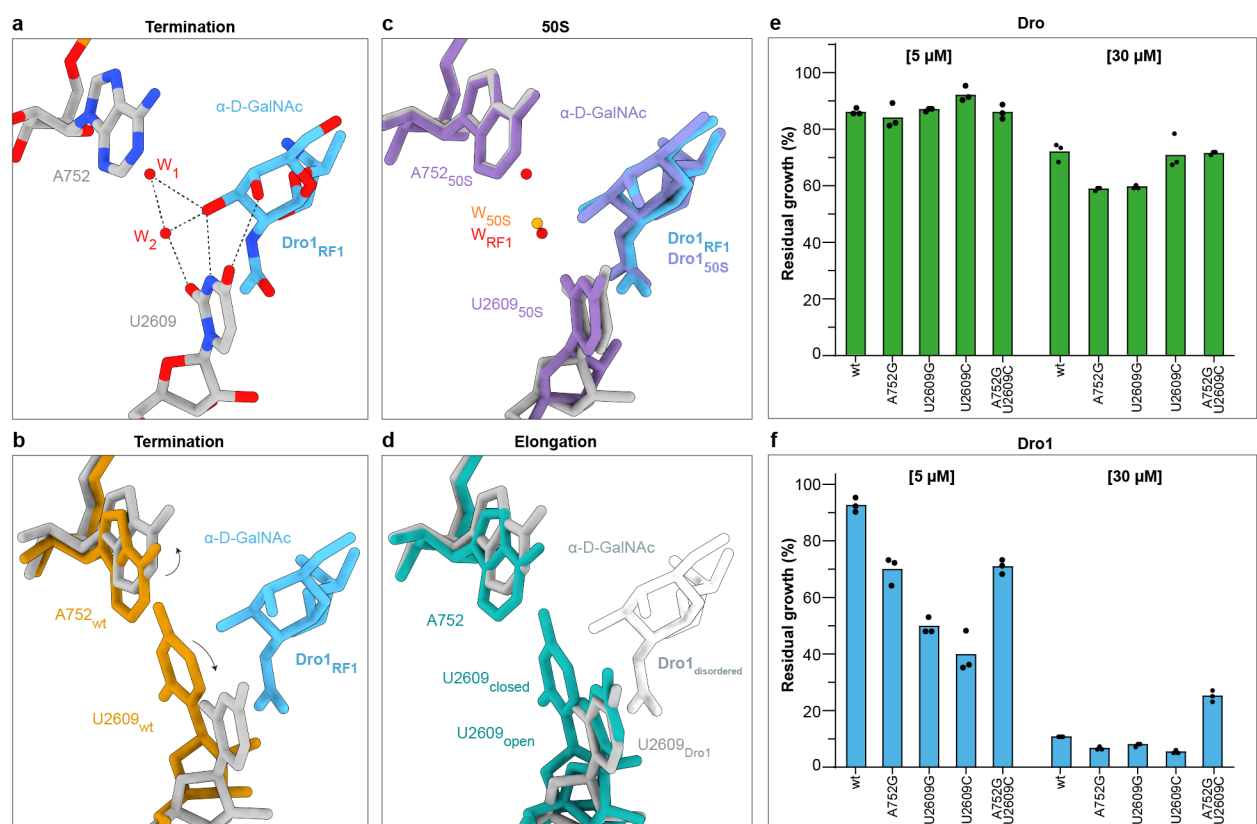 a
Termination
α-D-GalNAc
A752
W1
W2
Dro1RF1
U2609
b
Termination
α-D-GalNAc
A752wt
Dro1RF1
U2609wt
c
50S
α-D-GalNAc
A75250S
W50S
WRF1
Dro1RF1
Dro150S
U260950S
d
Elongation
α-D-GalNAc
A752
Dro1disordered
U2609closed
U2609open
U2609Dro1
e
Dro
[5 µM]
[30 µM]
Residual growth (%)
100
80
60
40
20
0
wt
A752G
U2609G
U2609C
A752G
U2609C
wt
A752G
U2609G
U2609C
A752G
U2609C
f
Dro1
[5 µM]
[30 µM]
Residual growth (%)
100
80
60
40
20
0
wt
A752G
U2609G
U2609C
A752G
U2609C
wt
A752G
U2609G
U2609C
A752G
U2609C